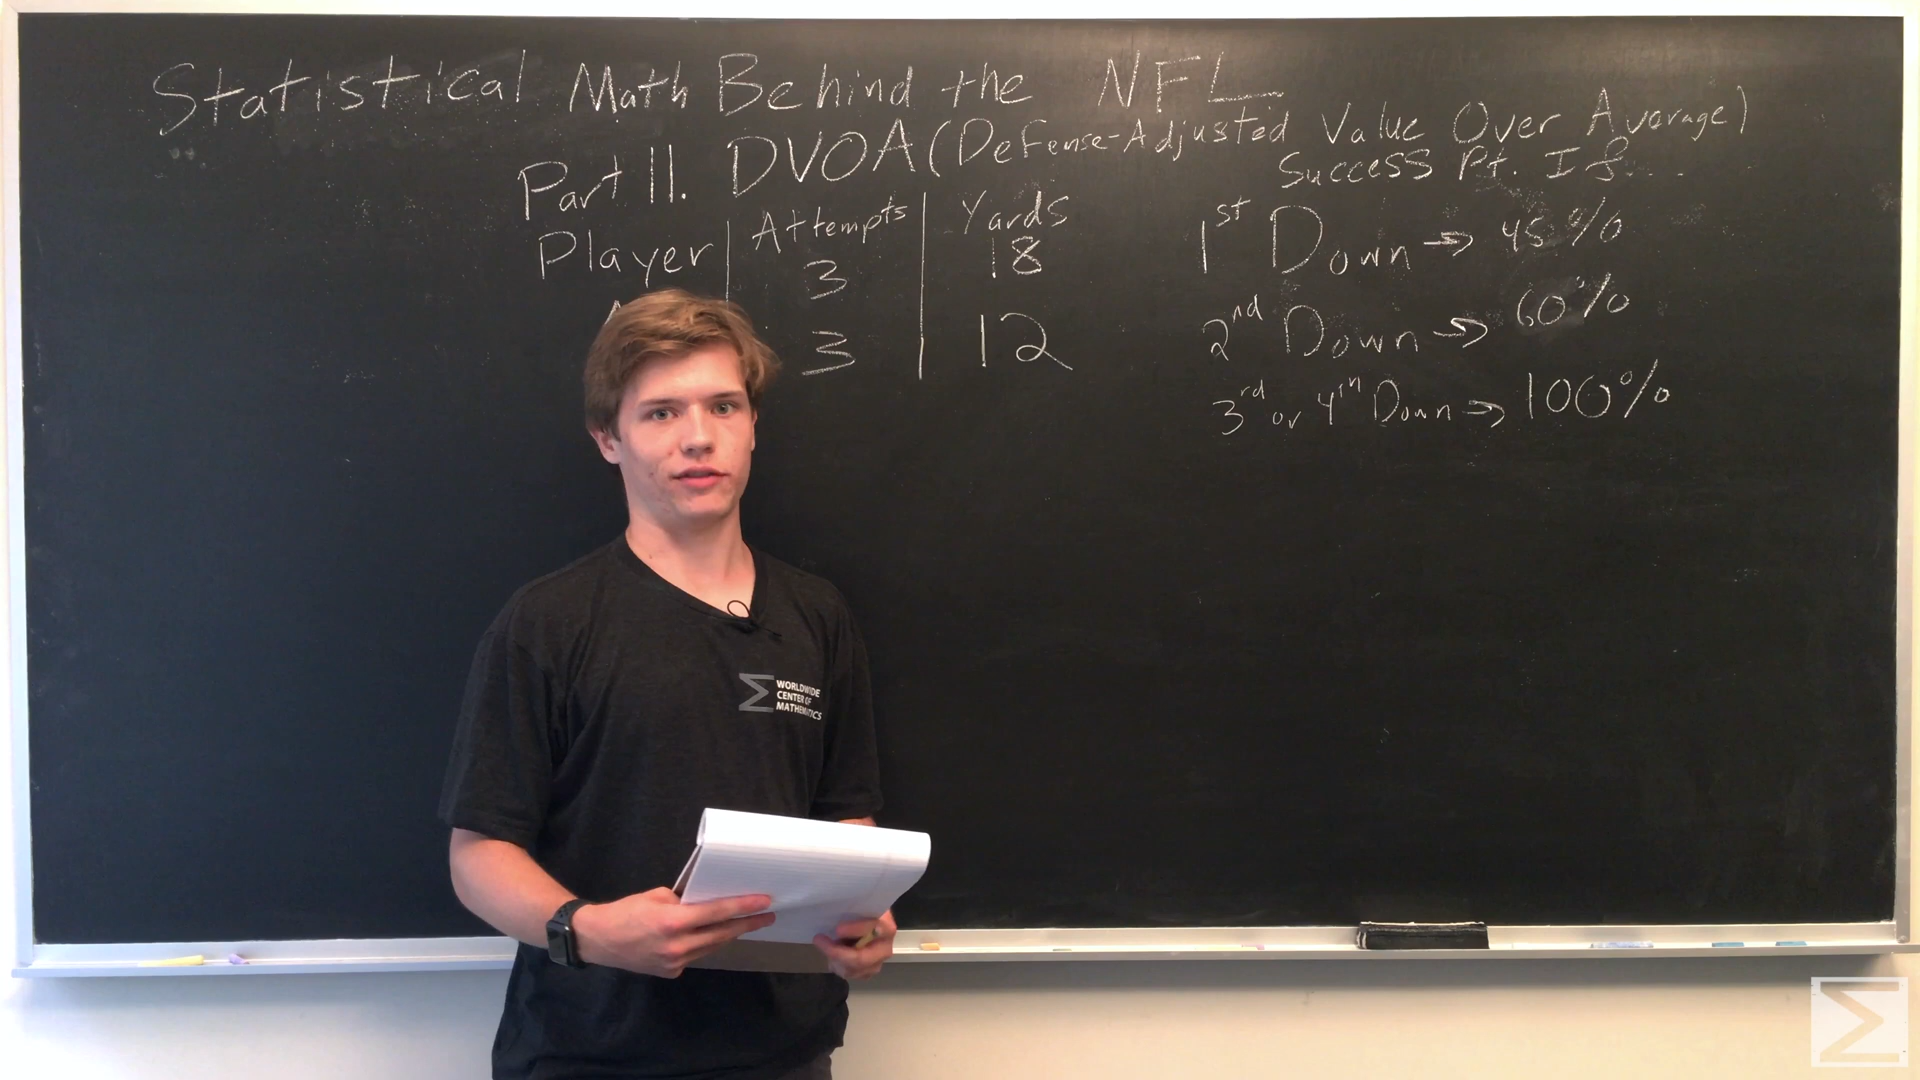 Statistical Math Behind the NFL
Part II. DVOA (Defense-Adjusted Value Over Average)
Player Attempts Yards
3 18
3 12
Success Pt. If...
1st Down → 45%
2nd Down → 60%
3rd or 4th Down → 100%
WORLDWIDE
CENTER OF
MATHEMATICS